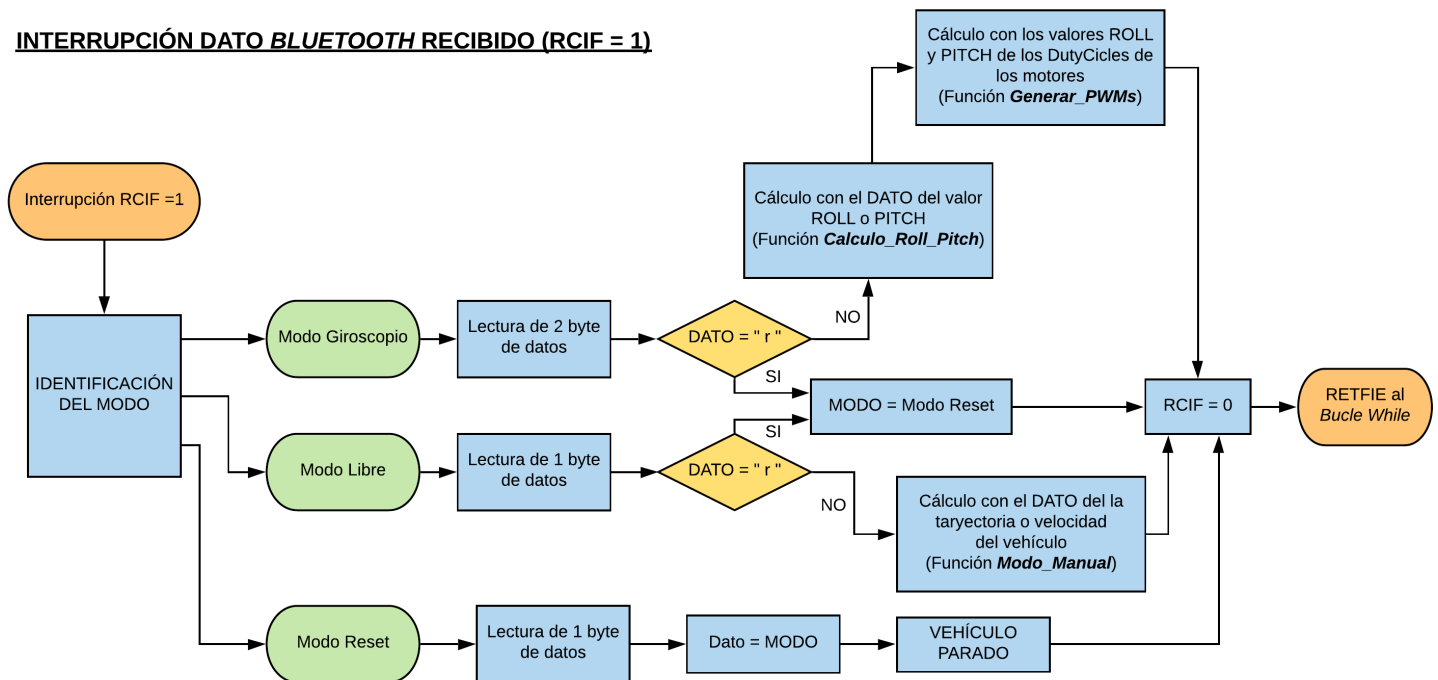 INTERRUPCIÓN DATO BLUETOOTH RECIBIDO (RCIF = 1)
Cálculo con los valores ROLL
y PITCH de los DutyCicles de
los motores
(Función Generar_PWMs)
Interrupción RCIF =1
Cálculo con el DATO del valor
ROLL o PITCH
(Función Calculo_Roll_Pitch)
IDENTIFICACIÓN
DEL MODO
Modo Giroscopio
Lectura de 2 byte
de datos
DATO = " r "
NO
SI
MODO = Modo Reset
RCIF = 0
RETFIE al
Bucle While
Modo Libre
Lectura de 1 byte
de datos
DATO = " r "
SI
NO
Cálculo con el DATO del la
taryectoria o velocidad
del vehículo
(Función Modo_Manual)
Modo Reset
Lectura de 1 byte
de datos
Dato = MODO
VEHÍCULO
PARADO